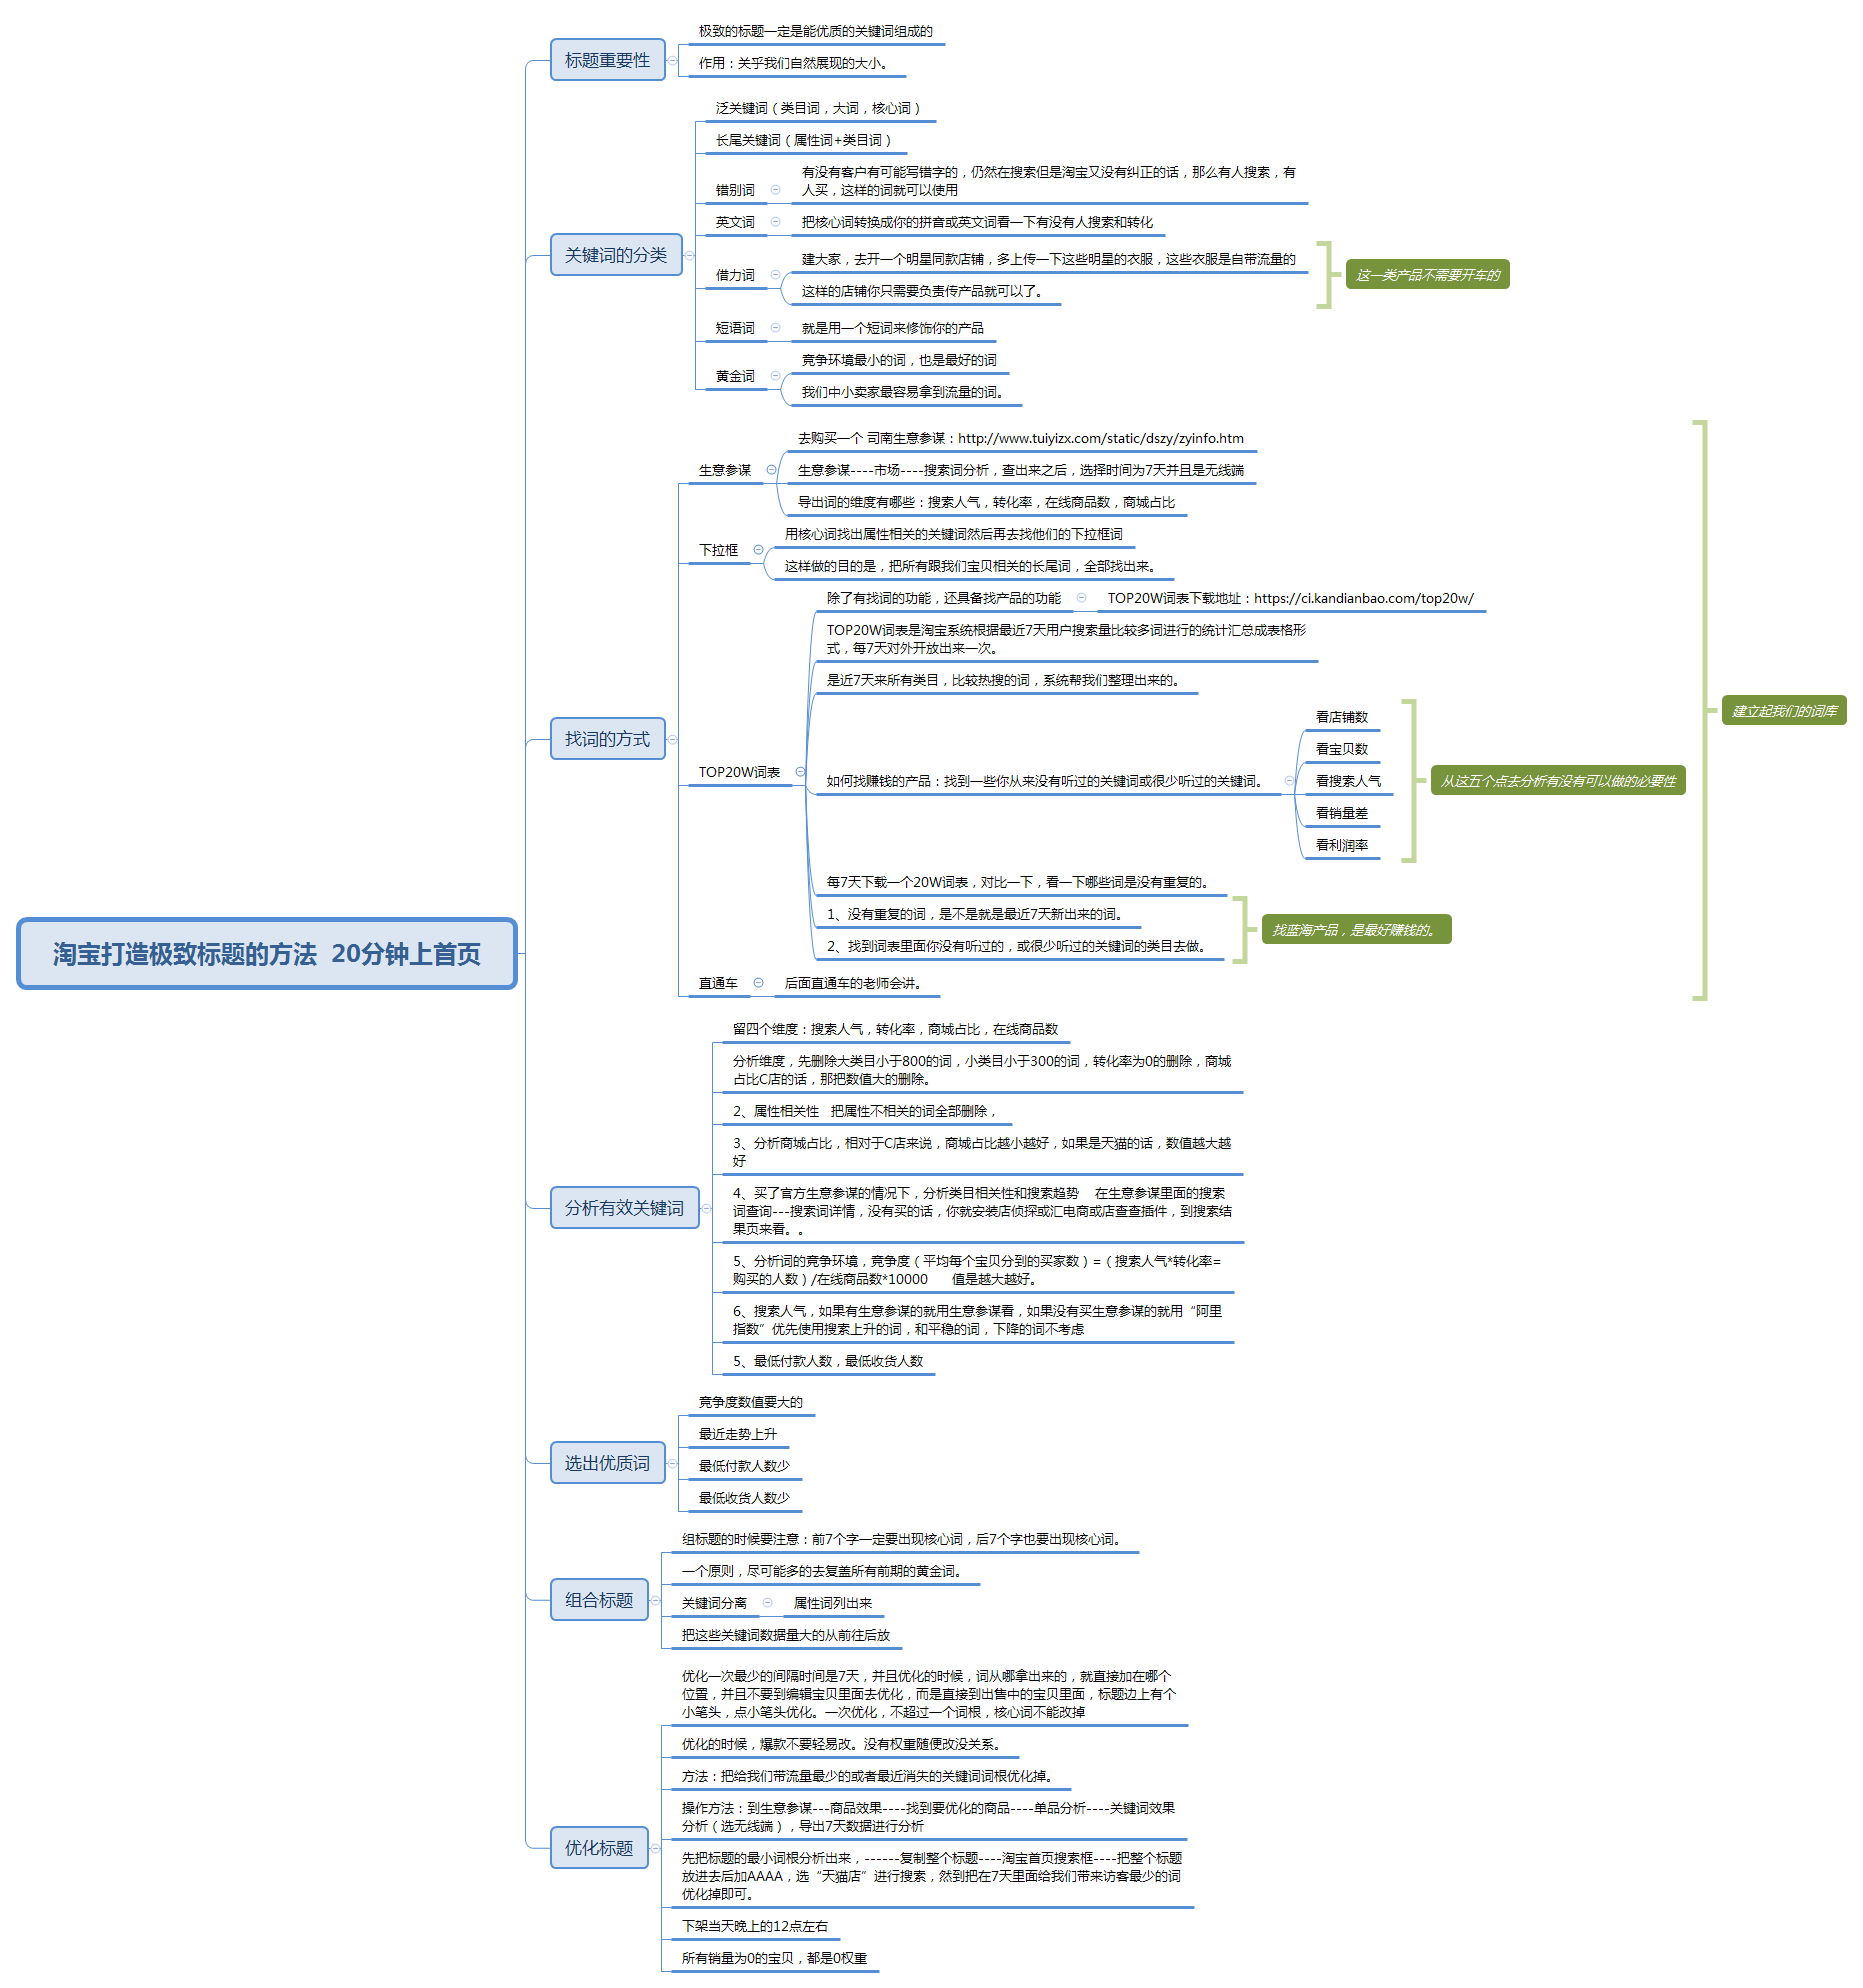 淘宝打造极致标题的方法  20分钟上首页
标题重要性
极致的标题一定是能优质的关键词组成的
作用：关乎我们自然展现的大小。
关键词的分类
泛关键词（类目词，大词，核心词）
长尾关键词（属性词+类目词）
错别词
有没有客户有可能写错字的，仍然在搜索但是淘宝又没有纠正的话，那么有人搜索，有
人买，这样的词就可以使用
英文词
把核心词转换成你的拼音或英文词看一下有没有人搜索和转化
借力词
建大家，去开一个明星同款店铺，多上传一下这些明星的衣服，这些衣服是自带流量的
这样的店铺你只需要负责传产品就可以了。
这一类产品不需要开车的
短语词
就是用一个短词来修饰你的产品
黄金词
竞争环境最小的词，也是最好的词
我们中小卖家最容易拿到流量的词。
找词的方式
生意参谋
去购买一个 司南生意参谋：http://www.tuiyizx.com/static/dszy/zyinfo.htm
生意参谋----市场----搜索词分析，查出来之后，选择时间为7天并且是无线端
导出词的维度有哪些：搜索人气，转化率，在线商品数，商城占比
下拉框
用核心词找出属性相关的关键词然后再去找他们的下拉框词
这样做的目的是，把所有跟我们宝贝相关的长尾词，全部找出来。
TOP20W词表
除了有找词的功能，还具备找产品的功能
TOP20W词表下载地址：https://ci.kandianbao.com/top20w/
TOP20W词表是淘宝系统根据最近7天用户搜索量比较多词进行的统计汇总成表格形
式，每7天对外开放出来一次。
是近7天来所有类目，比较热搜的词，系统帮我们整理出来的。
如何找赚钱的产品：找到一些你从来没有听过的关键词或很少听过的关键词。
看店铺数
看宝贝数
看搜索人气
看销量差
看利润率
从这五个点去分析有没有可以做的必要性
每7天下载一个20W词表，对比一下，看一下哪些词是没有重复的。
1、没有重复的词，是不是就是最近7天新出来的词。
2、找到词表里面你没有听过的，或很少听过的关键词的类目去做。
找蓝海产品，是最好赚钱的。
直通车
后面直通车的老师会讲。
建立起我们的词库
分析有效关键词
留四个维度：搜索人气，转化率，商城占比，在线商品数
分析维度，先删除大类目小于800的词，小类目小于300的词，转化率为0的删除，商城
占比C店的话，那把数值大的删除。
2、属性相关性   把属性不相关的词全部删除，
3、分析商城占比，相对于C店来说，商城占比越小越好，如果是天猫的话，数值越大越
好
4、买了官方生意参谋的情况下，分析类目相关性和搜索趋势    在生意参谋里面的搜索
词查询---搜索词详情，没有买的话，你就安装店侦探或汇电商或店查查插件，到搜索结
果页来看。。
5、分析词的竞争环境，竞争度（平均每个宝贝分到的买家数）=（搜索人气*转化率=
购买的人数）/在线商品数*10000      值是越大越好。
6、搜索人气，如果有生意参谋的就用生意参谋看，如果没有买生意参谋的就用“阿里
指数”优先使用搜索上升的词，和平稳的词，下降的词不考虑
5、最低付款人数，最低收货人数
选出优质词
竞争度数值要大的
最近走势上升
最低付款人数少
最低收货人数少
组合标题
组标题的时候要注意：前7个字一定要出现核心词，后7个字也要出现核心词。
一个原则，尽可能多的去复盖所有前期的黄金词。
关键词分离
属性词列出来
把这些关键词数据量大的从前往后放
优化标题
优化一次最少的间隔时间是7天，并且优化的时候，词从哪拿出来的，就直接加在哪个
位置，并且不要到编辑宝贝里面去优化，而是直接到出售中的宝贝里面，标题边上有个
小笔头，点小笔头优化。一次优化，不超过一个词根，核心词不能改掉
优化的时候，爆款不要轻易改。没有权重随便改没关系。
方法：把给我们带流量最少的或者最近消失的关键词词根优化掉。
操作方法：到生意参谋---商品效果----找到要优化的商品----单品分析----关键词效果
分析（选无线端），导出7天数据进行分析
先把标题的最小词根分析出来，------复制整个标题----淘宝首页搜索框----把整个标题
放进去后加AAAA，选“天猫店”进行搜索，然到把在7天里面给我们带来访客最少的词
优化掉即可。
下架当天晚上的12点左右
所有销量为0的宝贝，都是0权重